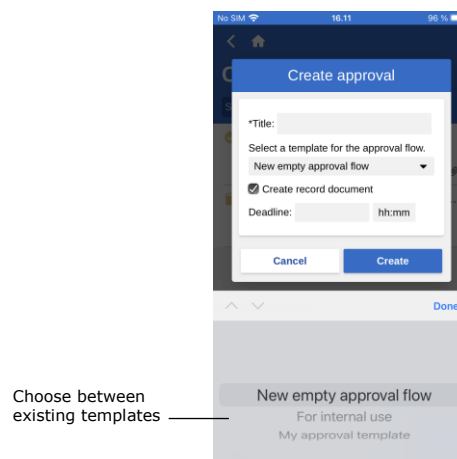 No SIM 16.11 96 %
Create approval
*Title:
Select a template for the approval flow.
New empty approval flow
Create record document
Deadline: hh:mm
Cancel Create
Done
New empty approval flow
Choose between
existing templates
For internal use
My approval template